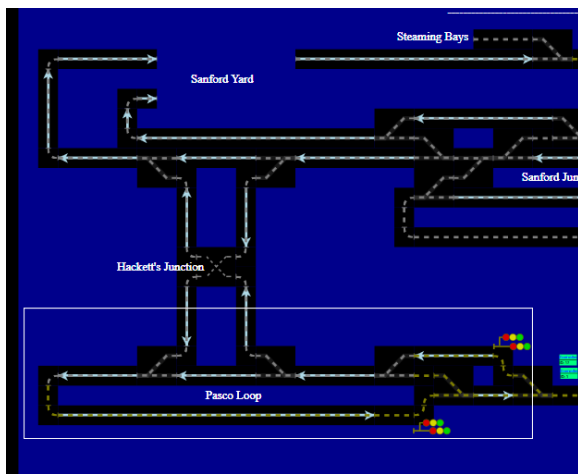 Steaming Bays
Sanford Yard
Sanford Jun
Hackett's Junction
Pasco Loop